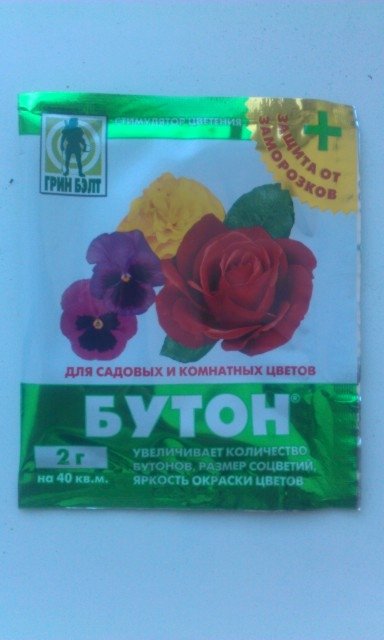 СТИМУЛЯТОР ЦВЕТЕНИЯ
ЗАЩИТА ОТ
ЗАМОРОЗКОВ
ГРИН БЭЛТ
ДЛЯ САДОВЫХ И КОМНАТНЫХ ЦВЕТОВ
БУТОН®
2 г
на 40 кв.м.
УВЕЛИЧИВАЕТ КОЛИЧЕСТВО
БУТОНОВ, РАЗМЕР СОЦВЕТИЙ,
ЯРКОСТЬ ОКРАСКИ ЦВЕТОВ